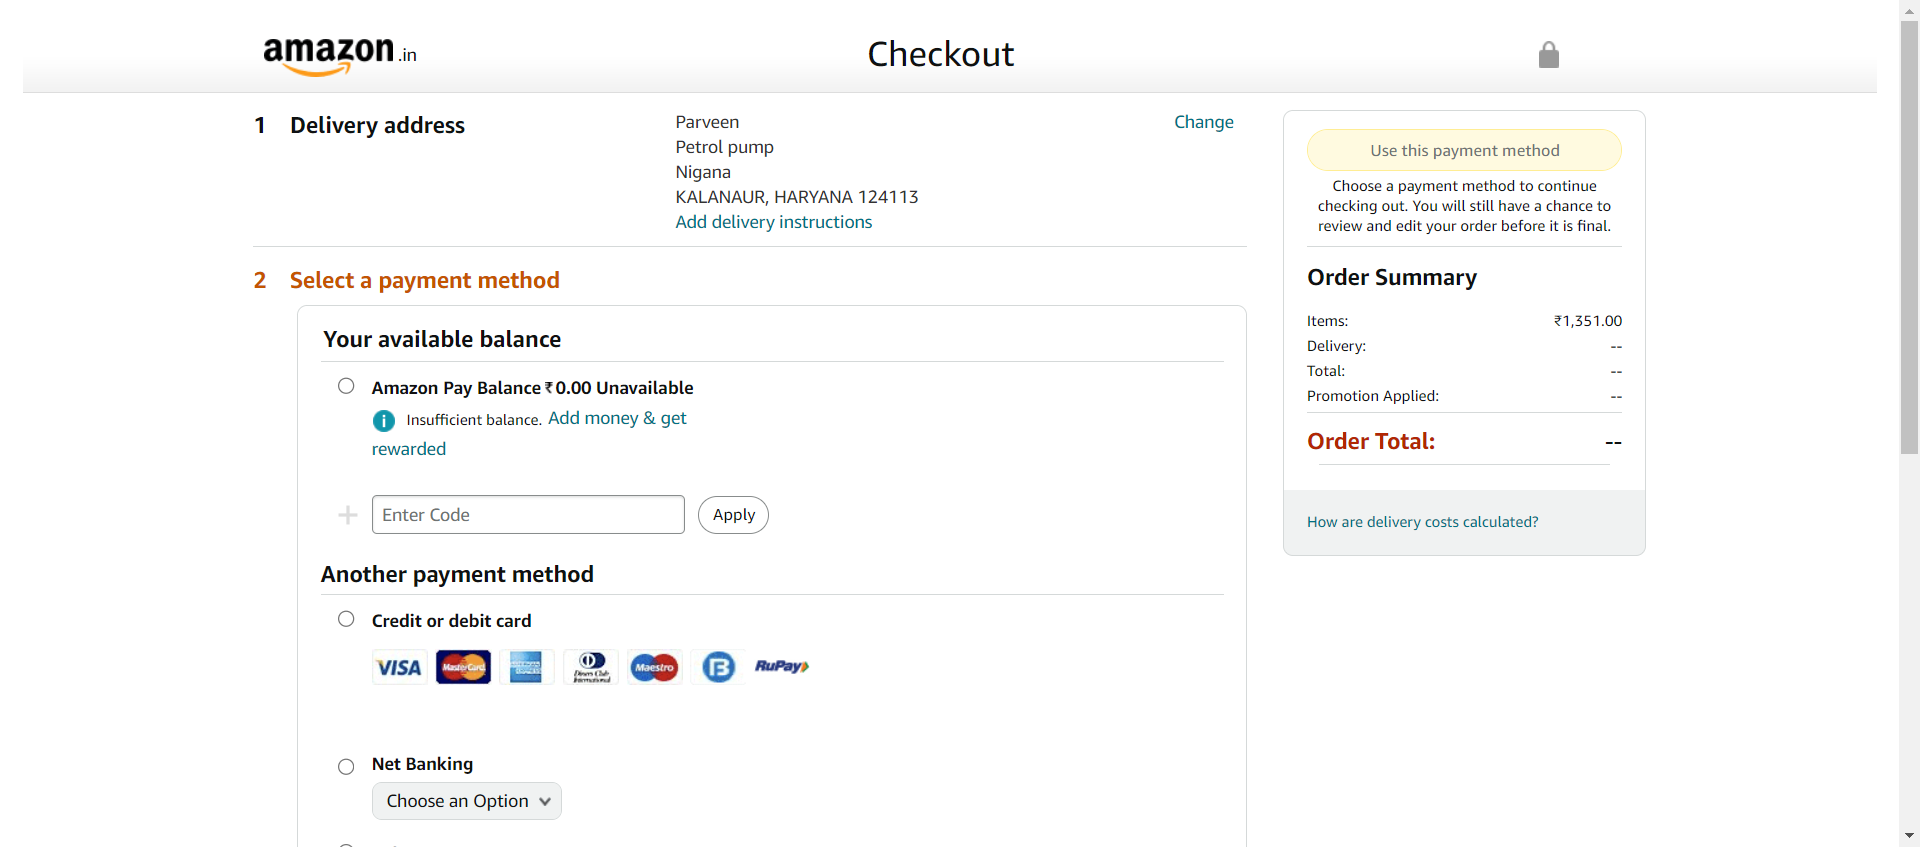 amazon.in
Checkout
1 Delivery address
Parveen
Petrol pump
Nigana
KALANAUR, HARYANA 124113
Add delivery instructions
Change
2 Select a payment method
Your available balance
Amazon Pay Balance ₹0.00 Unavailable
Insufficient balance. Add money & get
rewarded
Enter Code
Apply
Another payment method
Credit or debit card
VISA MasterCard AMERICAN EXPRESS Diners Club International Maestro B RuPay
Net Banking
Choose an Option
Use this payment method
Choose a payment method to continue
checking out. You will still have a chance to
review and edit your order before it is final.
Order Summary
Items: ₹1,351.00
Delivery: --
Total: --
Promotion Applied: --
Order Total: --
How are delivery costs calculated?